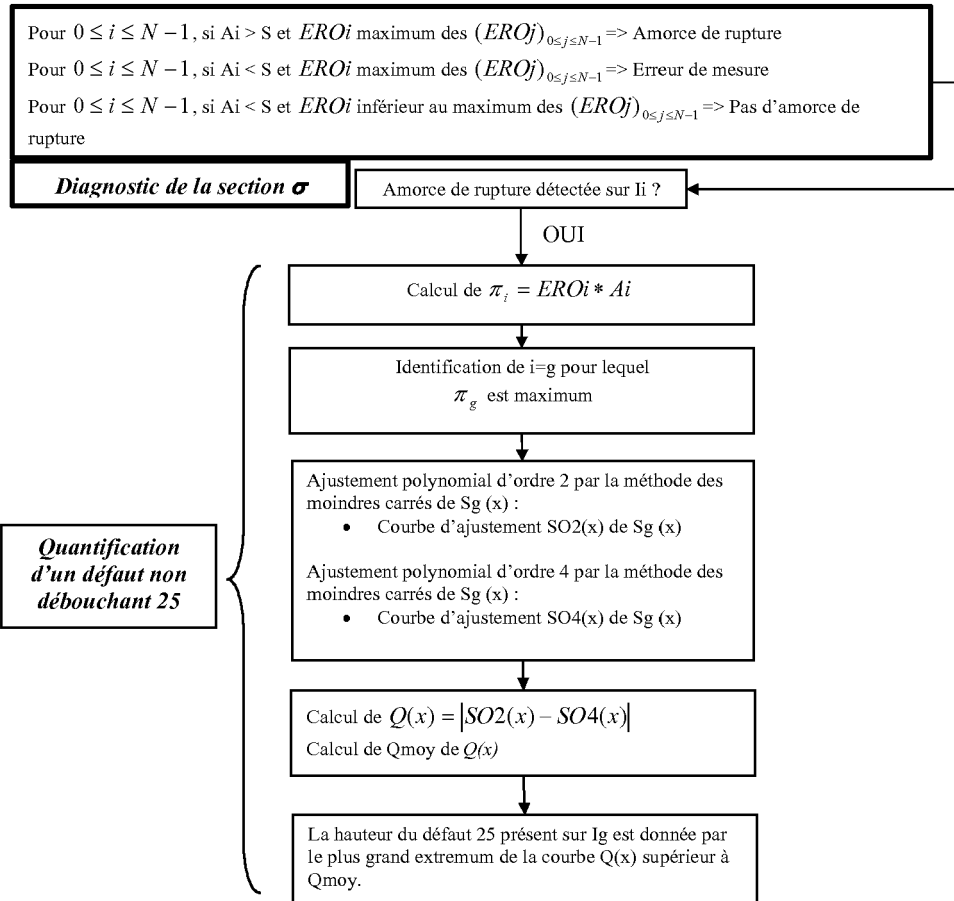 Pour 0 ≤ i ≤ N −1, si Ai > S et EROi maximum des (EROj)₀≤j≤N−1 => Amorce de rupture
Pour 0 ≤ i ≤ N −1, si Ai < S et EROi maximum des (EROj)₀≤j≤N−1 => Erreur de mesure
Pour 0 ≤ i ≤ N −1, si Ai < S et EROi inférieur au maximum des (EROj)₀≤j≤N−1 => Pas d’amorce de
rupture
Diagnostic de la section σ
Amorce de rupture détectée sur Ii ?
OUI
Calcul de πi = EROi * Ai
Identification de i=g pour lequel
πg est maximum
Ajustement polynomial d’ordre 2 par la méthode des
moindres carrés de Sg (x) :
• Courbe d’ajustement SO2(x) de Sg (x)
Ajustement polynomial d’ordre 4 par la méthode des
moindres carrés de Sg (x) :
• Courbe d’ajustement SO4(x) de Sg (x)
Quantification
d’un défaut non
débouchant 25
Calcul de Q(x) = |SO2(x) − SO4(x)|
Calcul de Qmoy de Q(x)
La hauteur du défaut 25 présent sur Ig est donnée par
le plus grand extremum de la courbe Q(x) supérieur à
Qmoy.